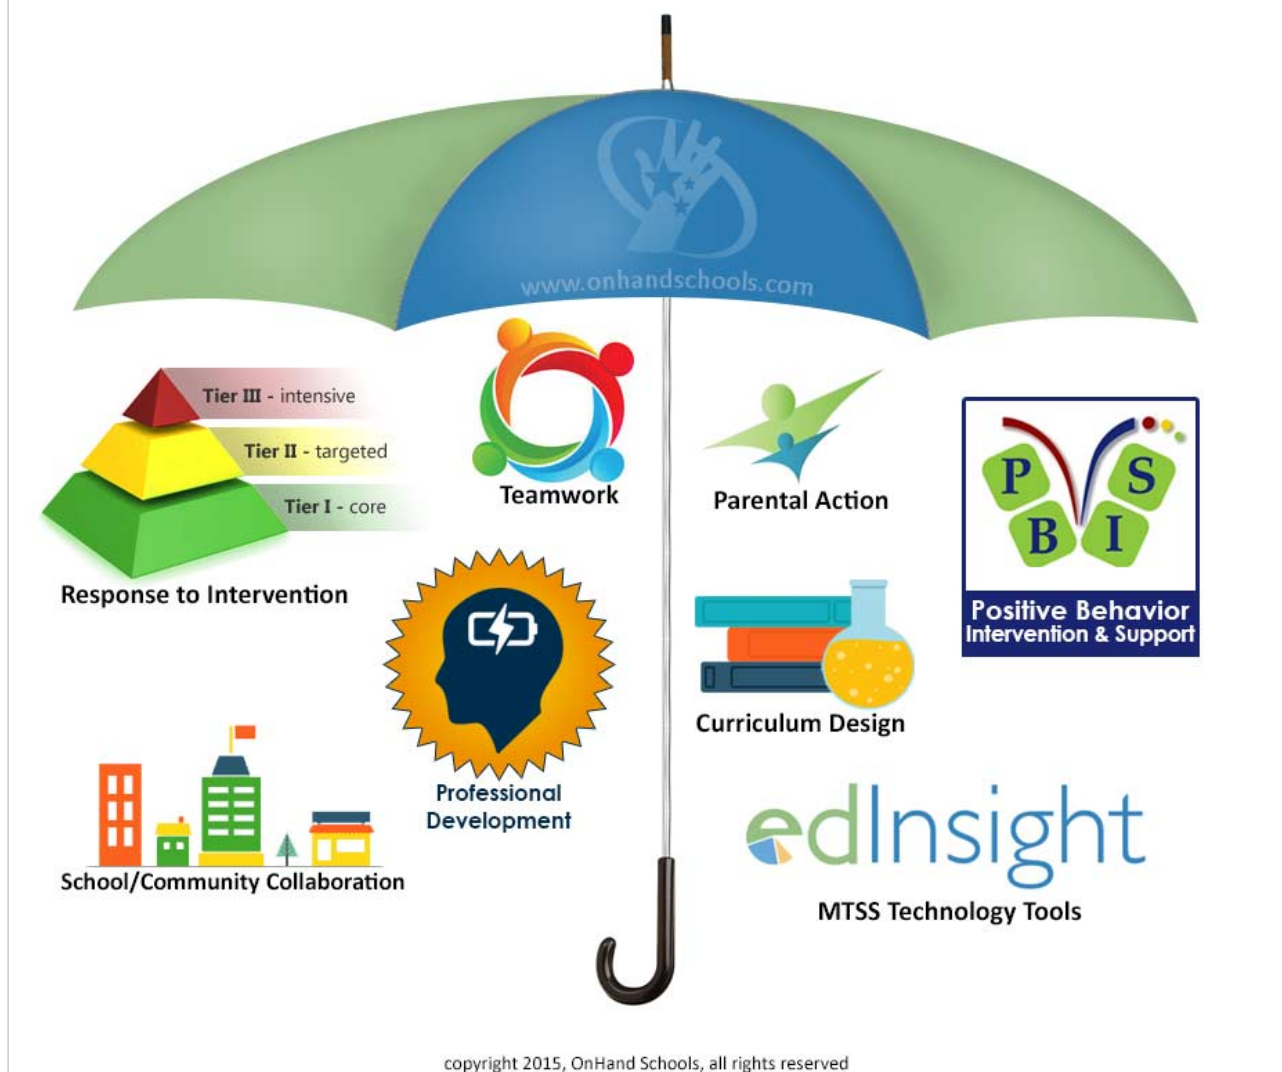 www.onhandschools.com
Tier III - intensive
Tier II - targeted
Tier I - core
Response to Intervention
Teamwork
Parental Action
P S
B I
Positive Behavior
Intervention & Support
Professional
Development
Curriculum Design
School/Community Collaboration
edInsight
MTSS Technology Tools
copyright 2015, OnHand Schools, all rights reserved